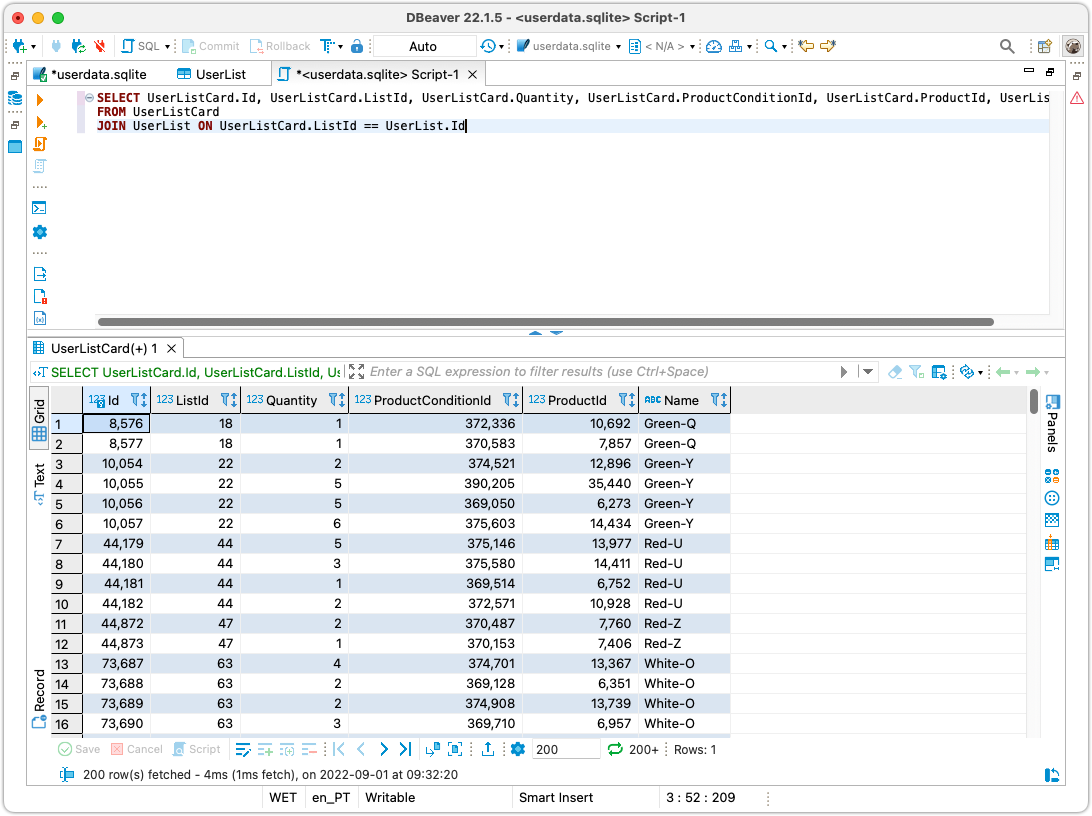 DBeaver 22.1.5 - <userdata.sqlite> Script-1
SQL Commit Rollback T Auto userdata.sqlite < N/A >
*userdata.sqlite UserList *<userdata.sqlite> Script-1
SELECT UserListCard.Id, UserListCard.ListId, UserListCard.Quantity, UserListCard.ProductConditionId, UserListCard.ProductId, UserLis
FROM UserListCard
JOIN UserList ON UserListCard.ListId == UserList.Id
UserListCard(+) 1
SELECT UserListCard.Id, UserListCard.ListId, Us Enter a SQL expression to filter results (use Ctrl+Space)
Grid
Text
Record
Panels
123 Id 123 ListId 123 Quantity 123 ProductConditionId 123 ProductId ABC Name
1 8,576 18 1 372,336 10,692 Green-Q
2 8,577 18 1 370,583 7,857 Green-Q
3 10,054 22 2 374,521 12,896 Green-Y
4 10,055 22 5 390,205 35,440 Green-Y
5 10,056 22 5 369,050 6,273 Green-Y
6 10,057 22 6 375,603 14,434 Green-Y
7 44,179 44 5 375,146 13,977 Red-U
8 44,180 44 3 375,580 14,411 Red-U
9 44,181 44 1 369,514 6,752 Red-U
10 44,182 44 2 372,571 10,928 Red-U
11 44,872 47 2 370,487 7,760 Red-Z
12 44,873 47 1 370,153 7,406 Red-Z
13 73,687 63 4 374,701 13,367 White-O
14 73,688 63 2 369,128 6,351 White-O
15 73,689 63 2 374,908 13,739 White-O
16 73,690 63 3 369,710 6,957 White-O
Save Cancel Script 200 200+ Rows: 1
200 row(s) fetched - 4ms (1ms fetch), on 2022-09-01 at 09:32:20
WET en_PT Writable Smart Insert 3 : 52 : 209